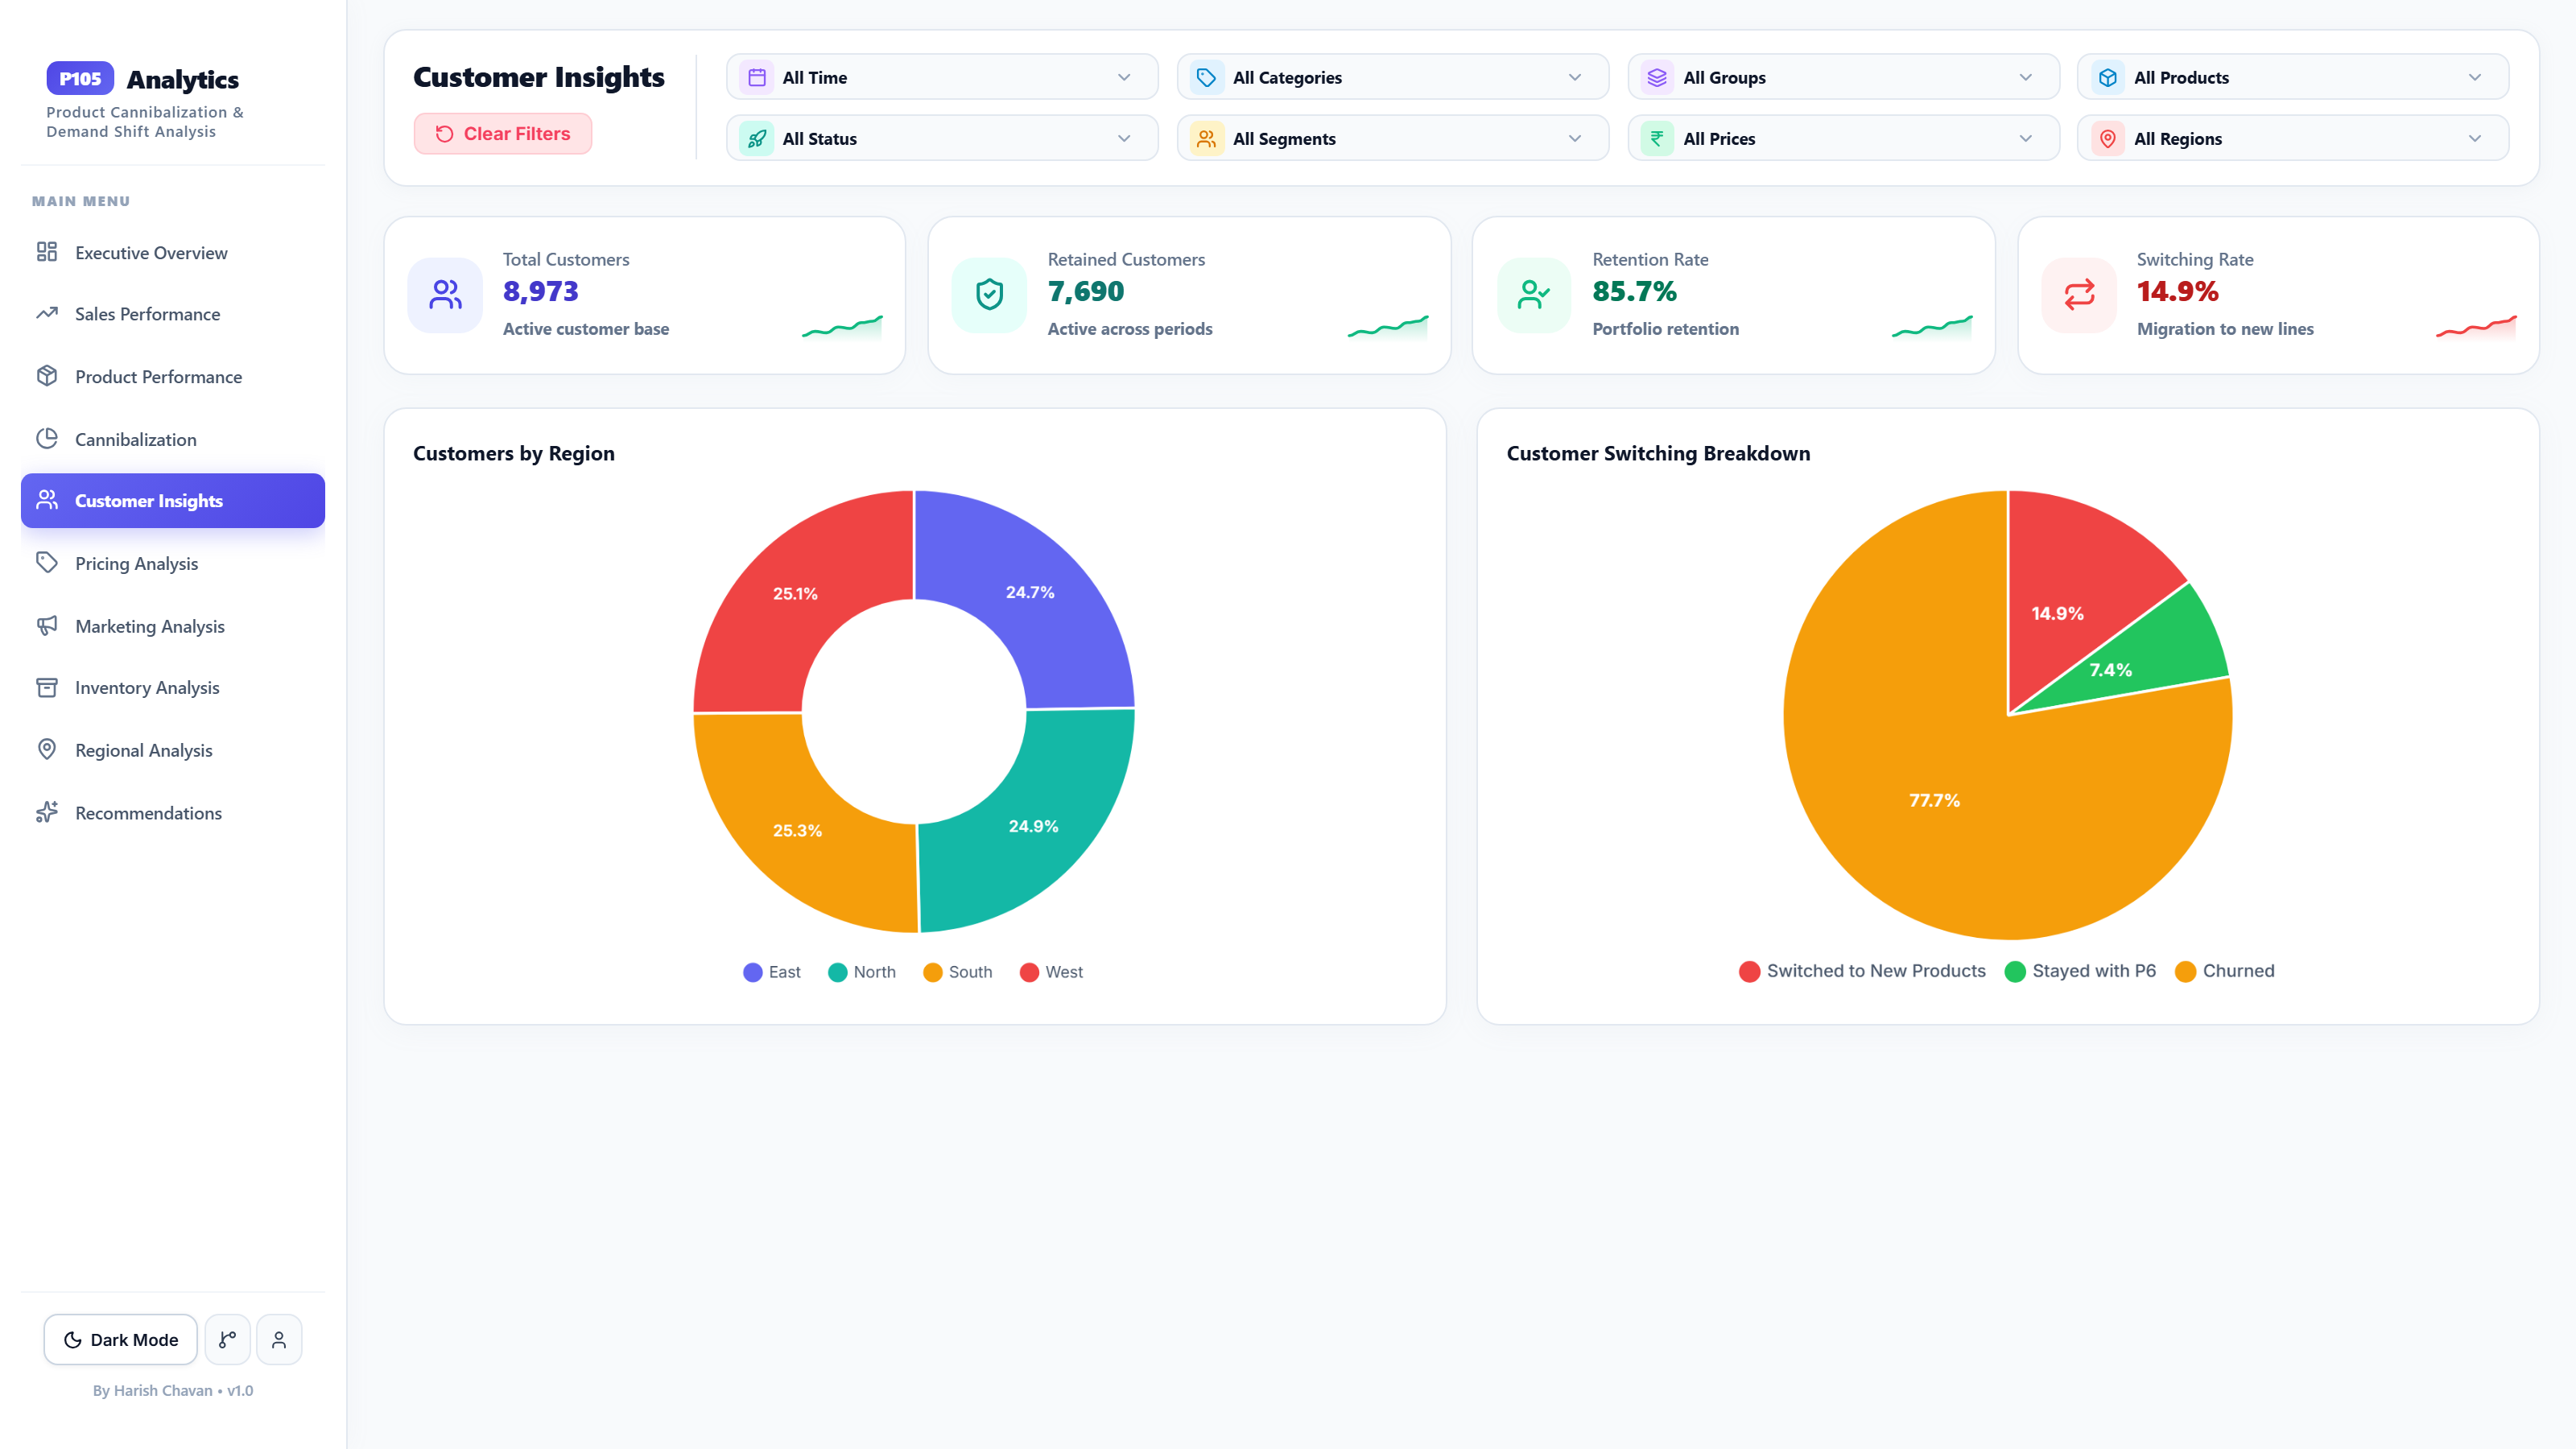 P105 Analytics
Product Cannibalization &
Demand Shift Analysis
MAIN MENU
Executive Overview
Sales Performance
Product Performance
Cannibalization
Customer Insights
Pricing Analysis
Marketing Analysis
Inventory Analysis
Regional Analysis
Recommendations
Dark Mode
By Harish Chavan • v1.0
Customer Insights
Clear Filters
All Time
All Categories
All Groups
All Products
All Status
All Segments
₹ All Prices
All Regions
Total Customers
8,973
Active customer base
Retained Customers
7,690
Active across periods
Retention Rate
85.7%
Portfolio retention
Switching Rate
14.9%
Migration to new lines
Customers by Region
25.1%
24.7%
25.3%
24.9%
East
North
South
West
Customer Switching Breakdown
14.9%
7.4%
77.7%
Switched to New Products
Stayed with P6
Churned